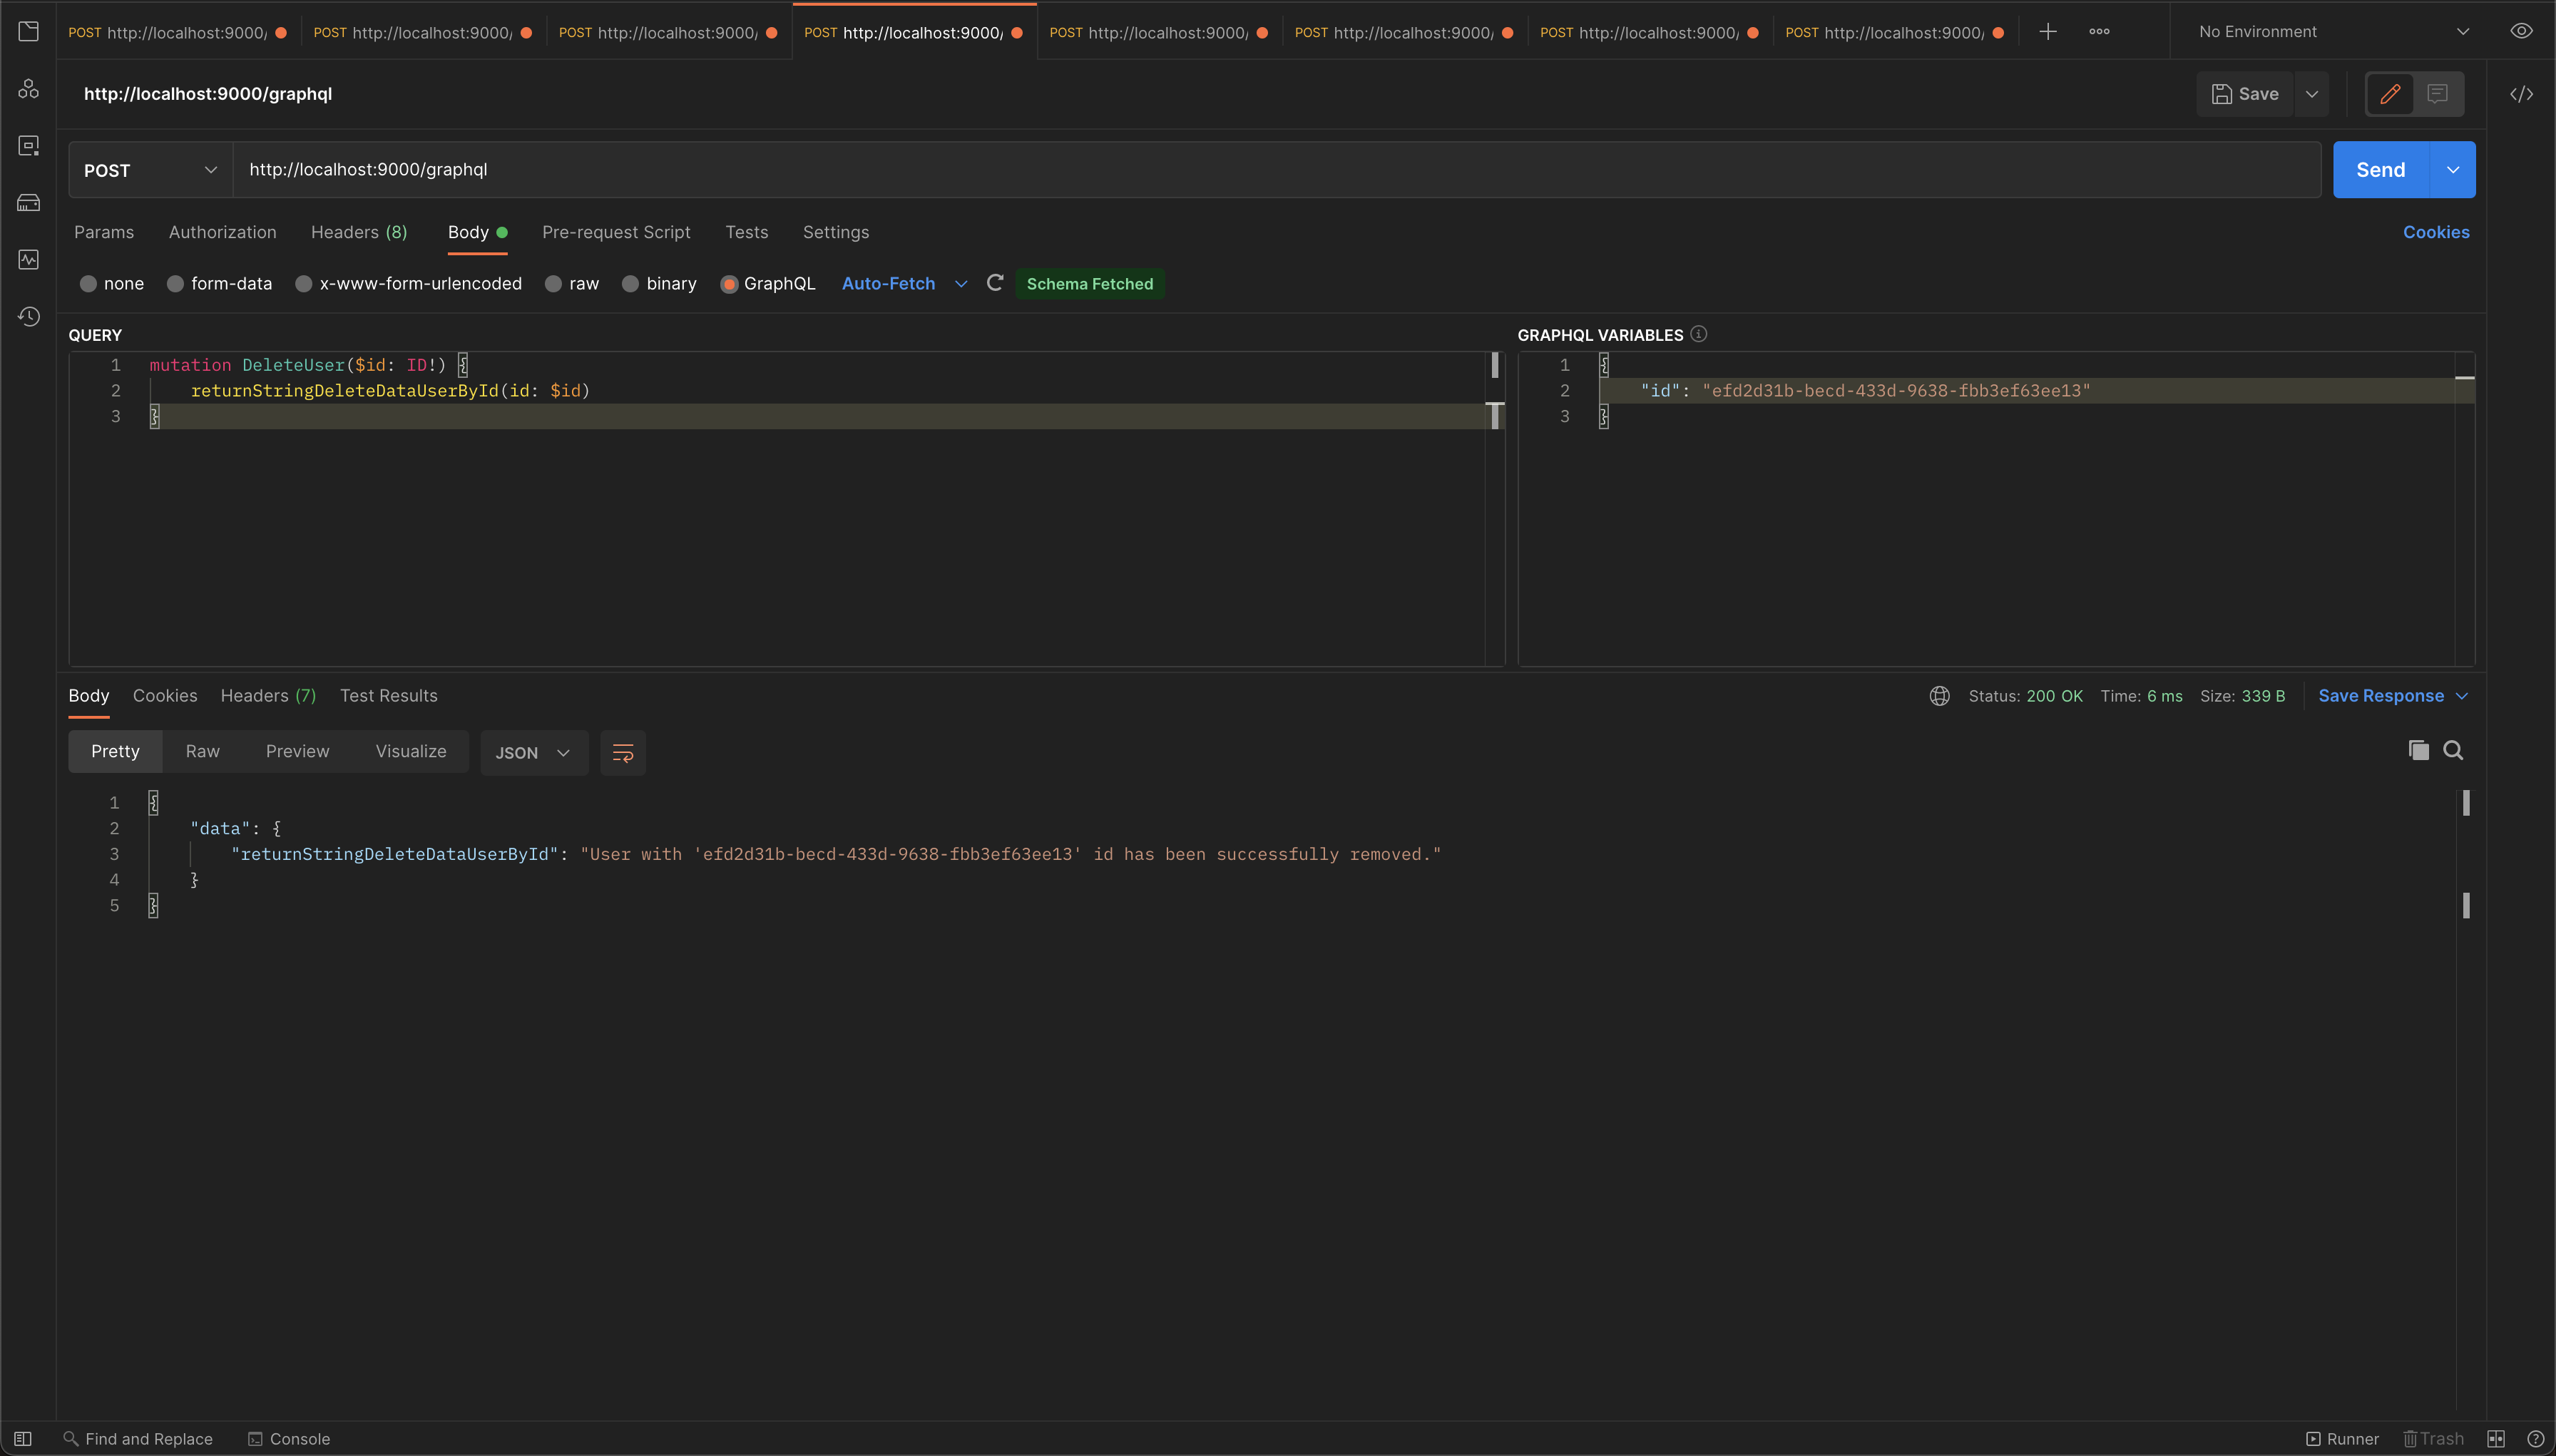 POST http://localhost:9000/ POST http://localhost:9000/ POST http://localhost:9000/ POST http://localhost:9000/ POST http://localhost:9000/ POST http://localhost:9000/ POST http://localhost:9000/ POST http://localhost:9000/ No Environment
http://localhost:9000/graphql Save
POST http://localhost:9000/graphql Send
Params Authorization Headers (8) Body Pre-request Script Tests Settings Cookies
none form-data x-www-form-urlencoded raw binary GraphQL Auto-Fetch Schema Fetched
QUERY
1 mutation DeleteUser($id: ID!) {
2 returnStringDeleteDataUserById(id: $id)
3 }
GRAPHQL VARIABLES
1 {
2 "id": "efd2d31b-becd-433d-9638-fbb3ef63ee13"
3 }
Body Cookies Headers (7) Test Results Status: 200 OK Time: 6 ms Size: 339 B Save Response
Pretty Raw Preview Visualize JSON
1 {
2 "data": {
3 "returnStringDeleteDataUserById": "User with 'efd2d31b-becd-433d-9638-fbb3ef63ee13' id has been successfully removed."
4 }
5 }
Find and Replace Console Runner Trash